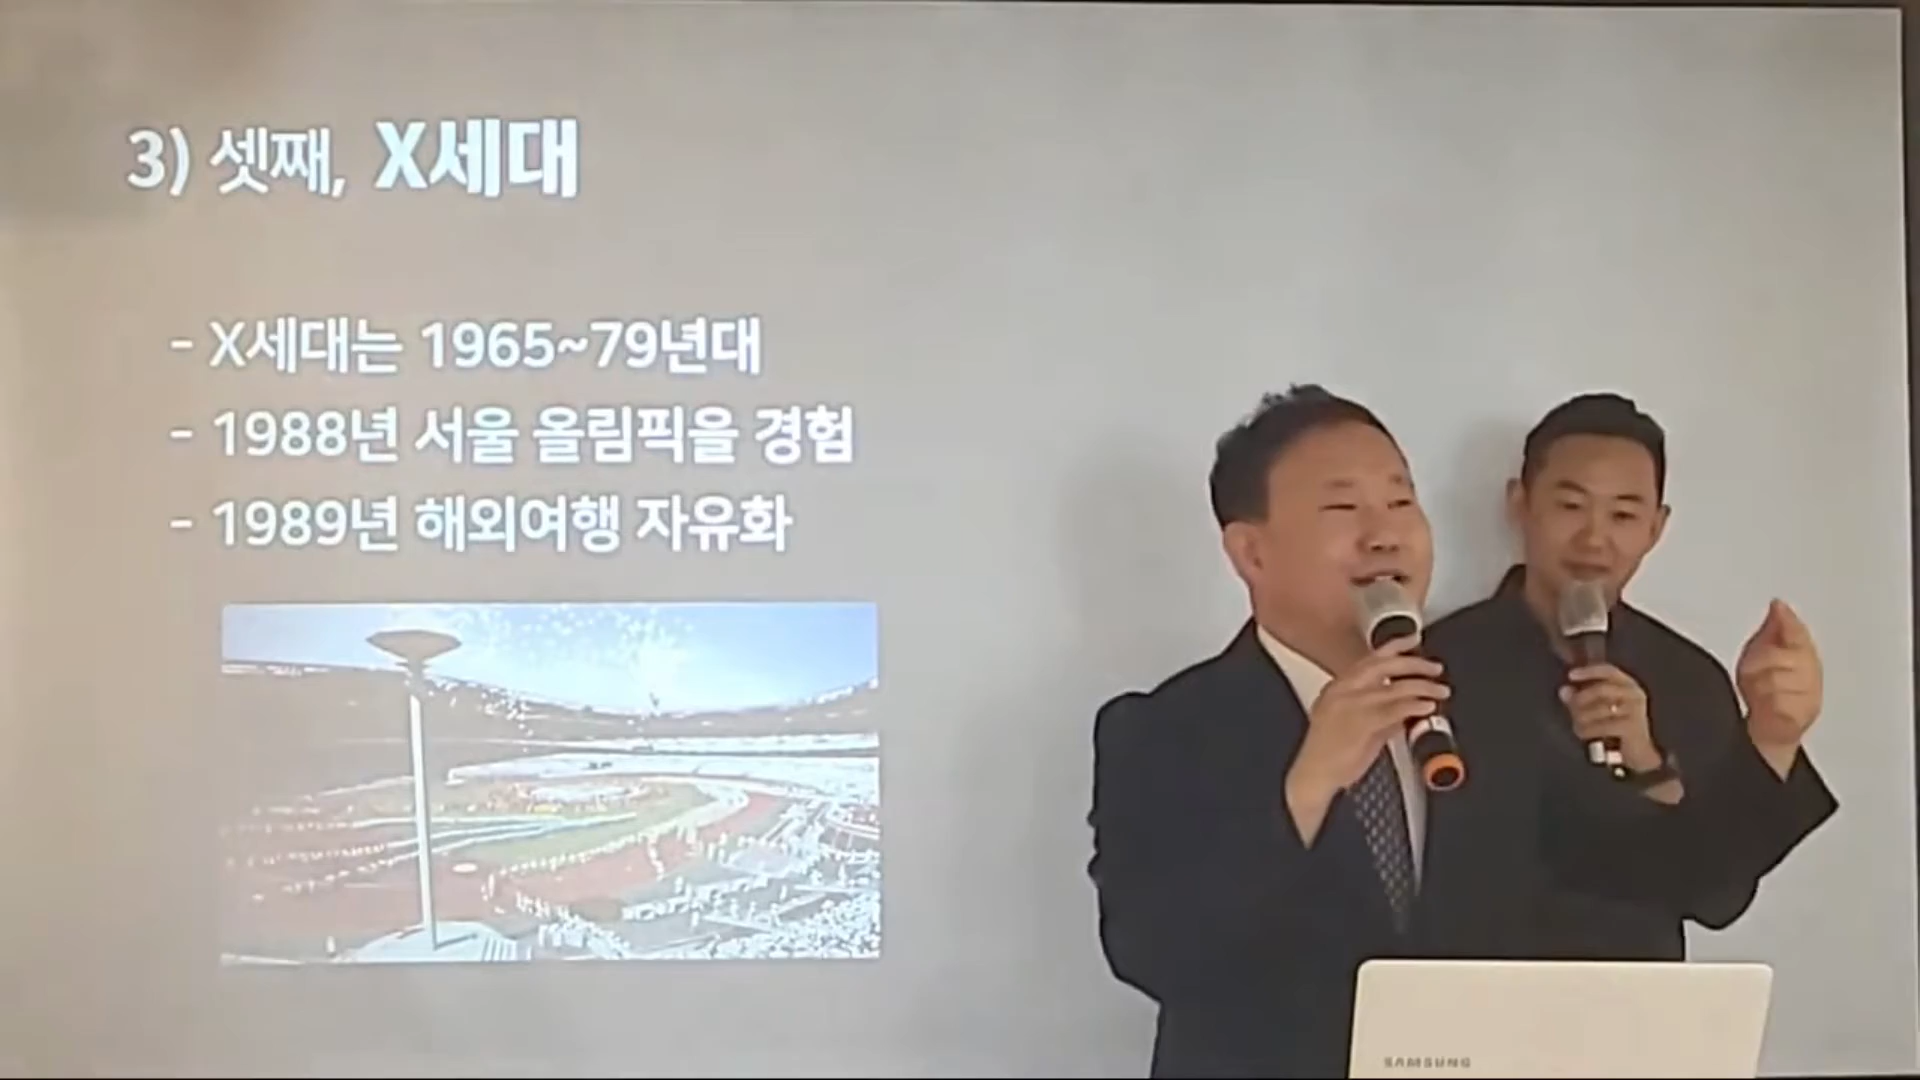 3) 셋째, X세대
- X세대는 1965~79년대
- 1988년 서울 올림픽을 경험
- 1989년 해외여행 자유화
SAMSUNG